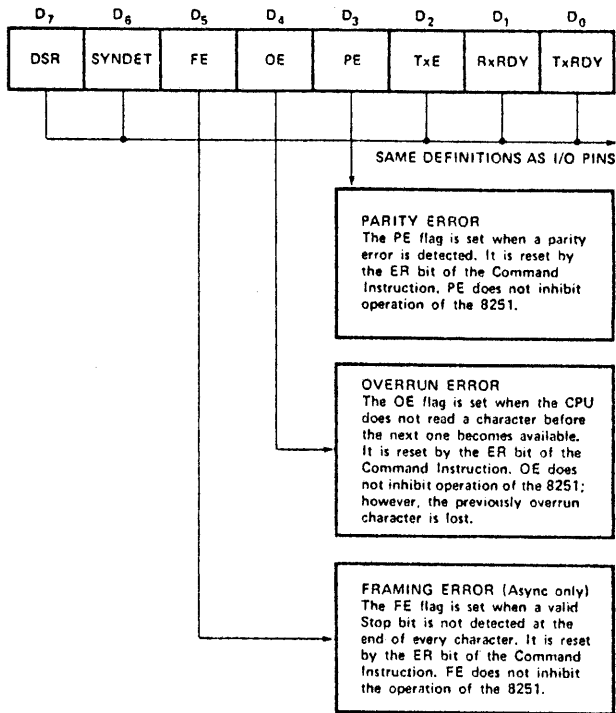 D7 D6 D5 D4 D3 D2 D1 D0
DSR SYNDET FE OE PE TxE RxRDY TxRDY
SAME DEFINITIONS AS I/O PINS
PARITY ERROR
The PE flag is set when a parity
error is detected. It is reset by
the ER bit of the Command
Instruction. PE does not inhibit
operation of the 8251.
OVERRUN ERROR
The OE flag is set when the CPU
does not read a character before
the next one becomes available.
It is reset by the ER bit of the
Command Instruction. OE does
not inhibit operation of the 8251;
however, the previously overrun
character is lost.
FRAMING ERROR (Async only)
The FE flag is set when a valid
Stop bit is not detected at the
end of every character. It is reset
by the ER bit of the Command
Instruction. FE does not inhibit
the operation of the 8251.